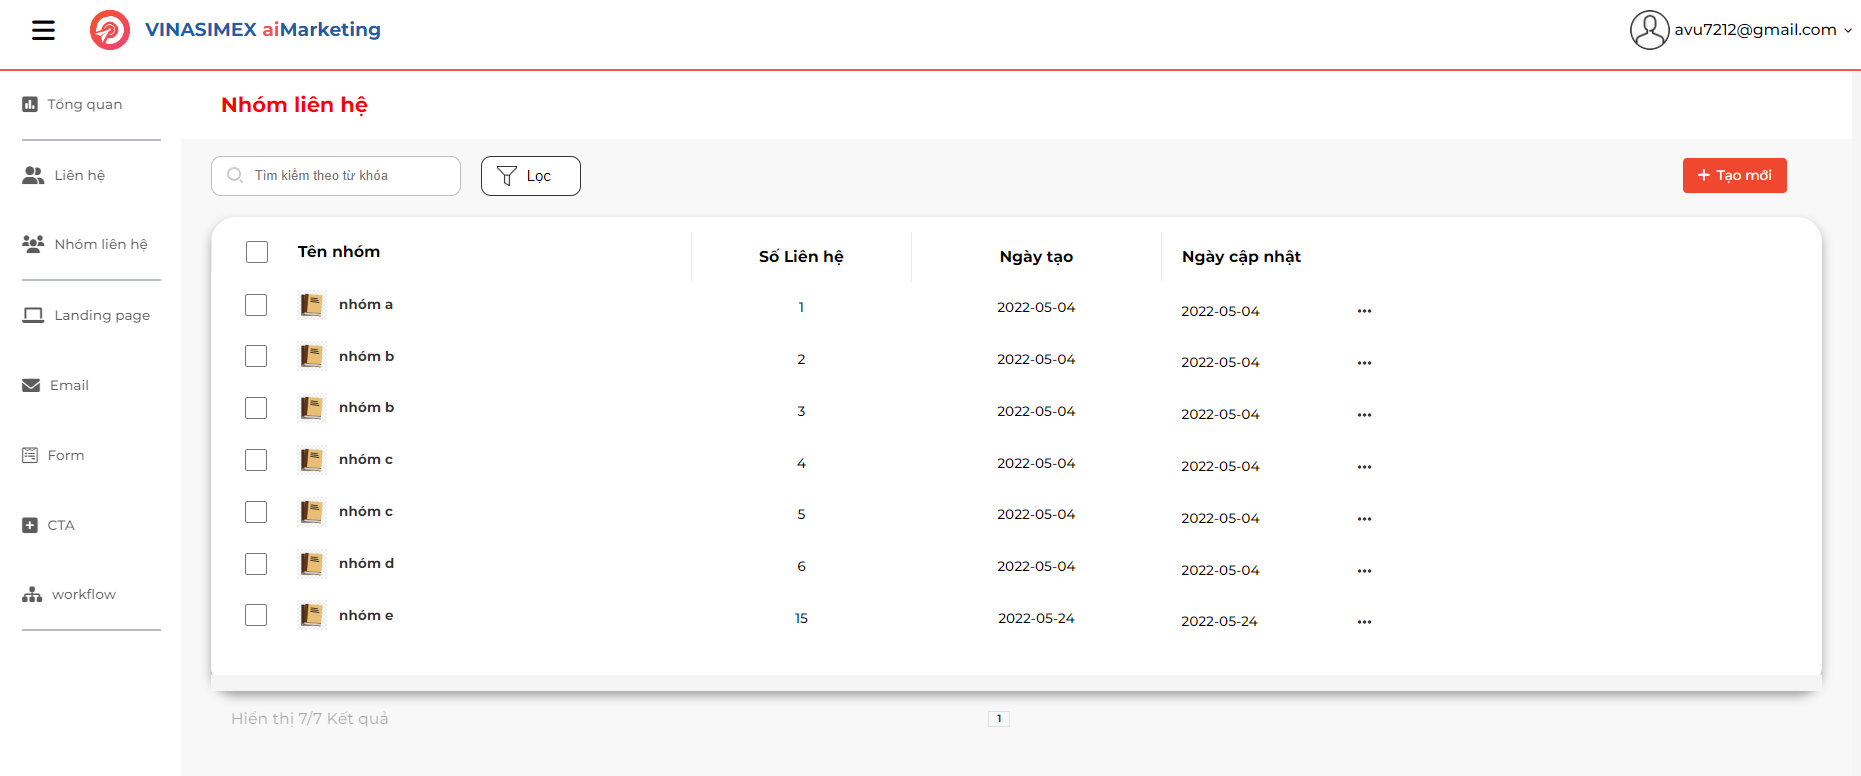 VINASIMEX aiMarketing
avu7212@gmail.com
Tổng quan
Liên hệ
Nhóm liên hệ
Landing page
Email
Form
CTA
workflow
Nhóm liên hệ
Tìm kiếm theo từ khóa
Lọc
+ Tạo mới
Tên nhóm Số Liên hệ Ngày tạo Ngày cập nhật
nhóm a 1 2022-05-04 2022-05-04 •••
nhóm b 2 2022-05-04 2022-05-04 •••
nhóm b 3 2022-05-04 2022-05-04 •••
nhóm c 4 2022-05-04 2022-05-04 •••
nhóm c 5 2022-05-04 2022-05-04 •••
nhóm d 6 2022-05-04 2022-05-04 •••
nhóm e 15 2022-05-24 2022-05-24 •••
Hiển thị 7/7 Kết quả
1